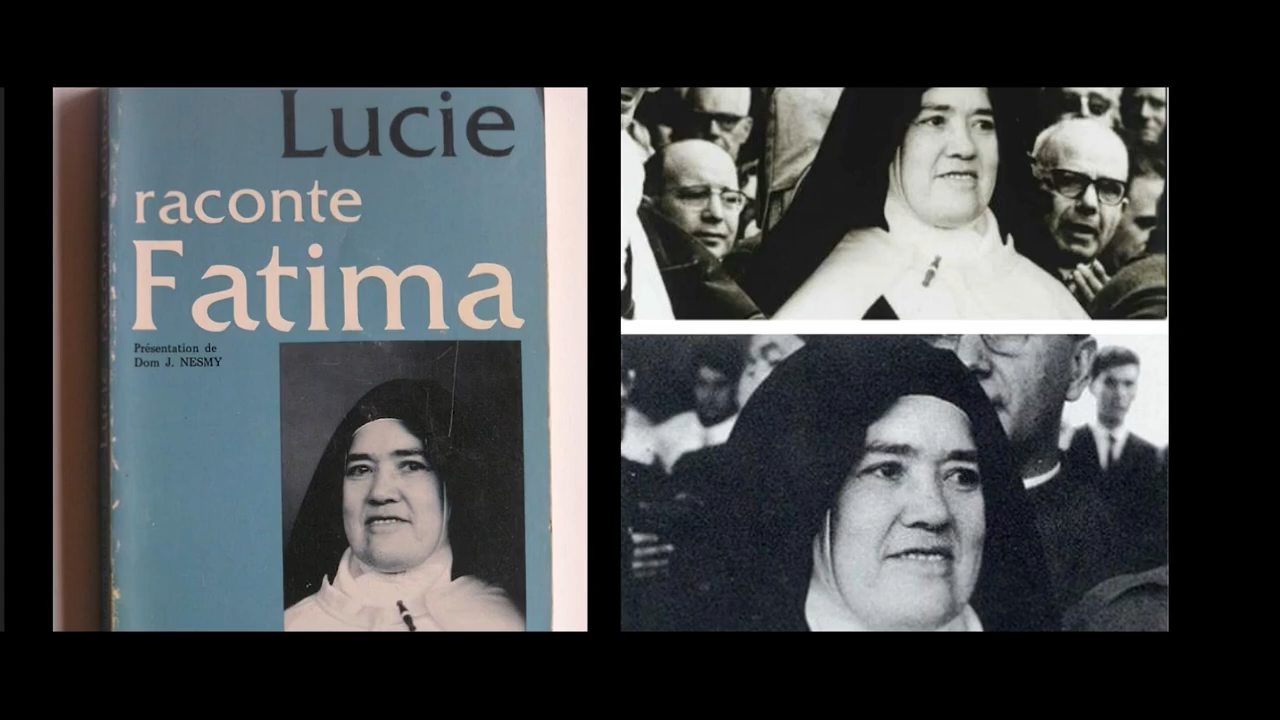 Lucie
raconte
Fatima
Présentation de
Dom J. NESMY